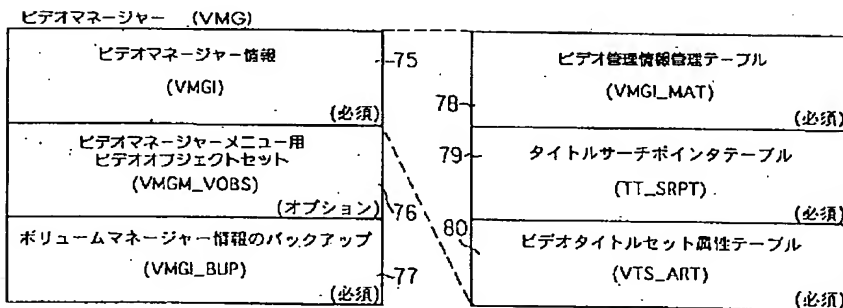 ビデオマネージャー (VMG)
ビデオマネージャー情報
(VMGI)
(必須)
75
ビデオマネージャーメニュー用
ビデオオブジェクトセット
(VMGM_VOBS)
(オプション)
76
ボリュームマネージャー情報のバックアップ
(VMGI_BUP)
(必須)
77
ビデオ管理情報管理テーブル
(VMGI_MAT)
(必須)
78
タイトルサーチポインタテーブル
(TT_SRPT)
(必須)
79
ビデオタイトルセット属性テーブル
(VTS_ART)
(必須)
80